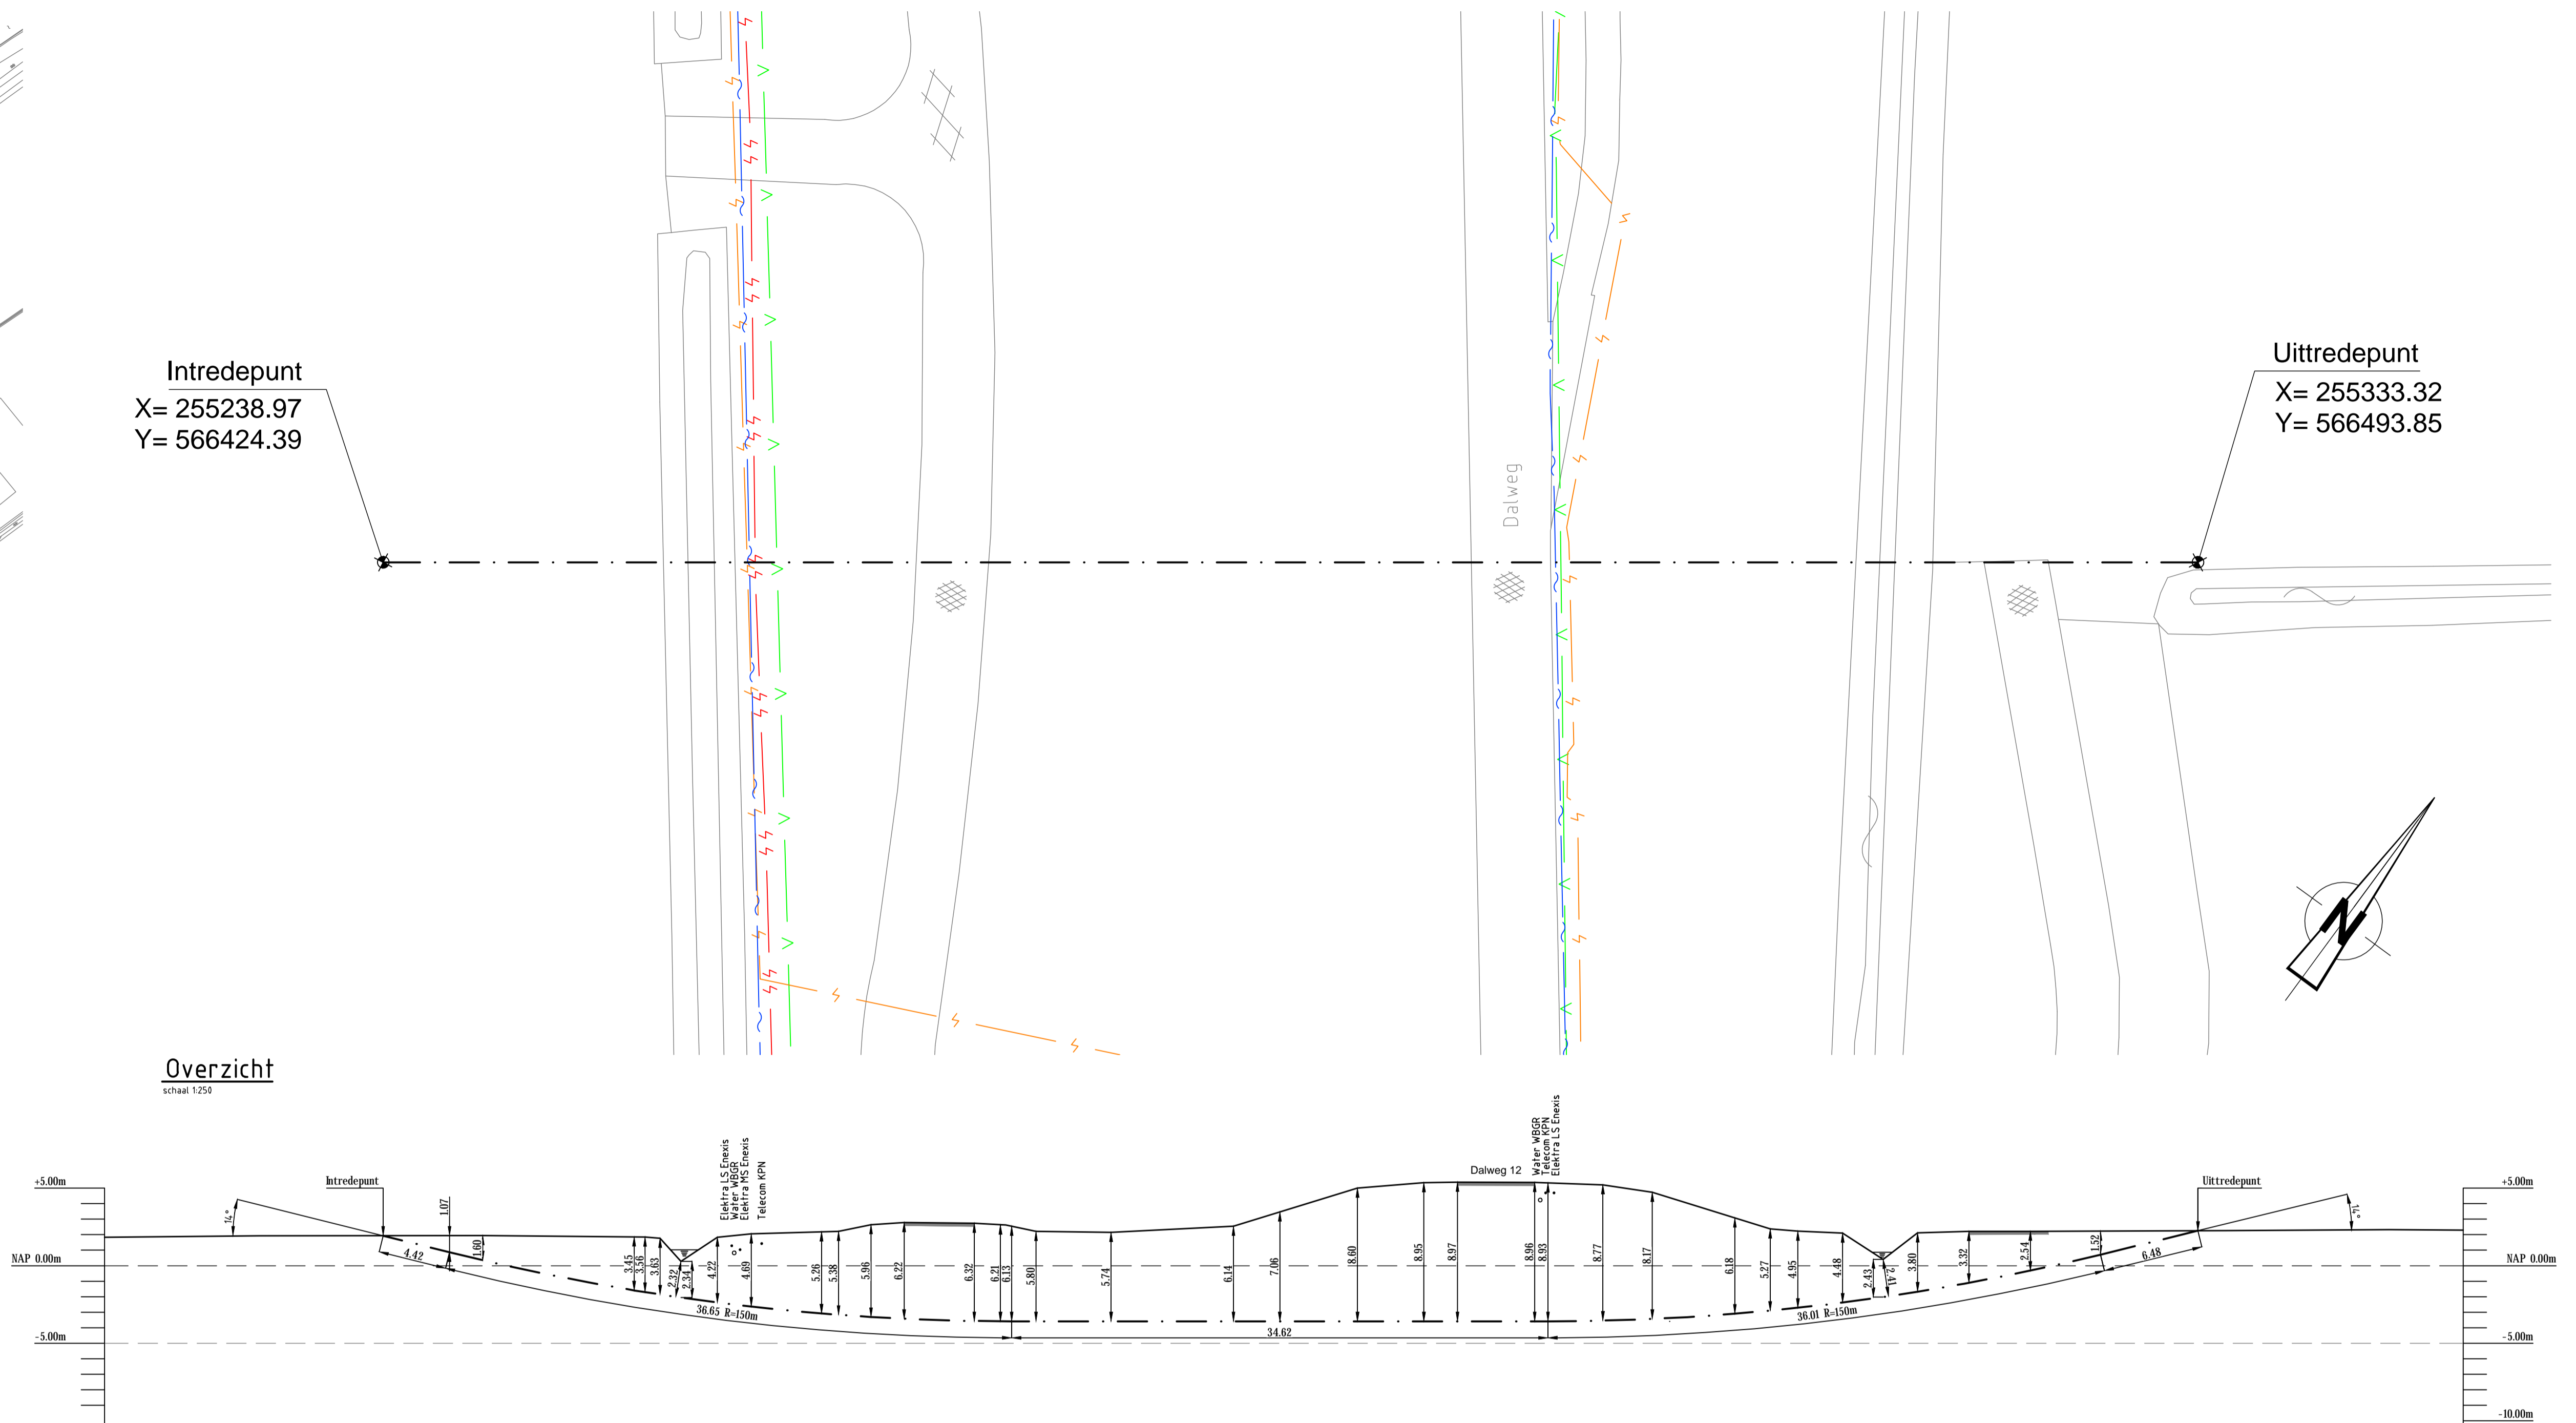 Intredepunt
X= 255238.97
Y= 566424.39
Uittredepunt
X= 255333.32
Y= 566493.85
Dalweg
N
Overzicht
schaal 1:250
Elektra LS Enexis
Water WBGR
Elektra MS Enexis
Telecom KPN
Dalweg 12
Water WBGR
Telecom KPN
Elektra LS Enexis
+5.00m
NAP 0.00m
-5.00m
Intredepunt
14°
1.07
4.42
1.60
3.45
3.56
3.63
2.32
2.34
4.22
4.69
5.26
5.38
5.96
6.22
6.32
6.21
6.13
5.80
5.74
6.14
7.06
8.60
8.95
8.97
8.96
8.93
8.77
8.17
6.18
5.27
4.95
4.48
2.43
2.41
3.80
3.32
2.54
1.52
6.48
36.65 R=150m
34.62
36.01 R=150m
Uittredepunt
14°
+5.00m
NAP 0.00m
-5.00m
-10.00m